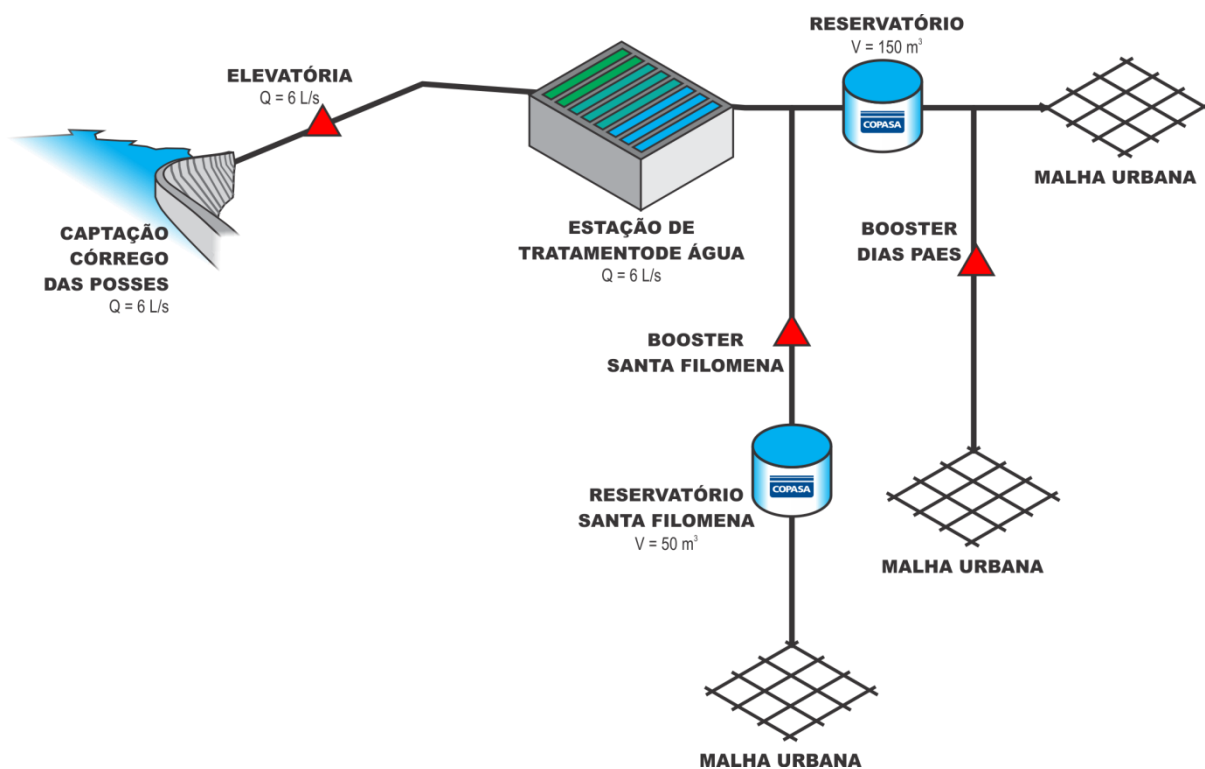 RESERVATÓRIO
V = 150 m³
ELEVATÓRIA
Q = 6 L/s
COPASA
MALHA URBANA
CAPTAÇÃO
CÓRREGO
DAS POSSES
Q = 6 L/s
ESTAÇÃO DE
TRATAMENTODE ÁGUA
Q = 6 L/s
BOOSTER
DIAS PAES
BOOSTER
SANTA FILOMENA
COPASA
RESERVATÓRIO
SANTA FILOMENA
V = 50 m³
MALHA URBANA
MALHA URBANA